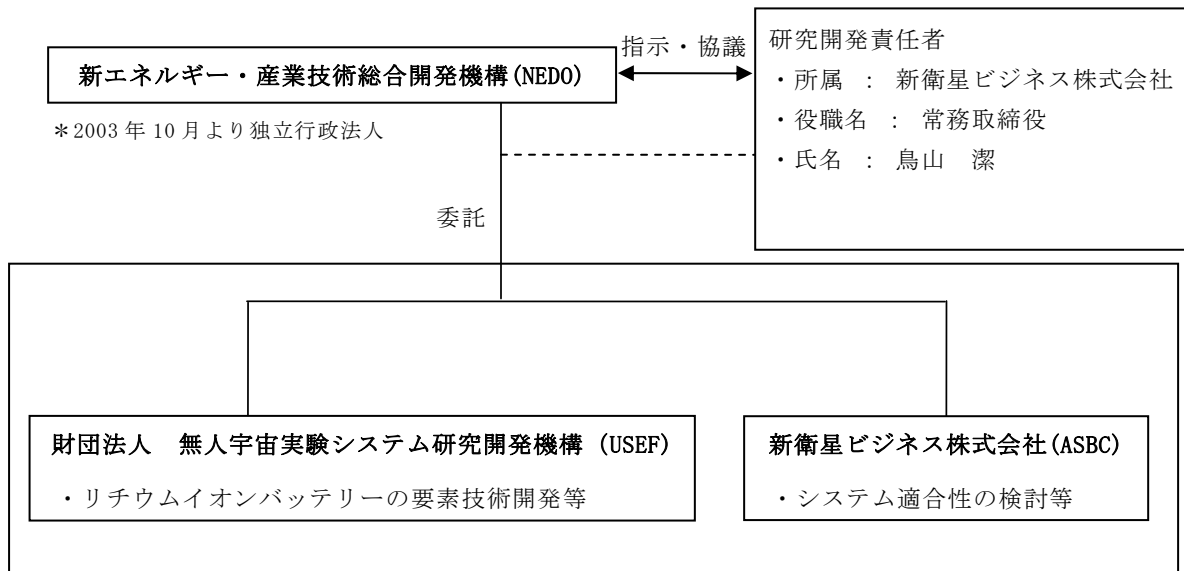 新エネルギー・産業技術総合開発機構(NEDO)
*2003年10月より独立行政法人
指示・協議
研究開発責任者
・所属 : 新衛星ビジネス株式会社
・役職名 : 常務取締役
・氏名 : 鳥山 潔
委託
財団法人 無人宇宙実験システム研究開発機構 (USEF)
・リチウムイオンバッテリーの要素技術開発等
新衛星ビジネス株式会社(ASBC)
・システム適合性の検討等